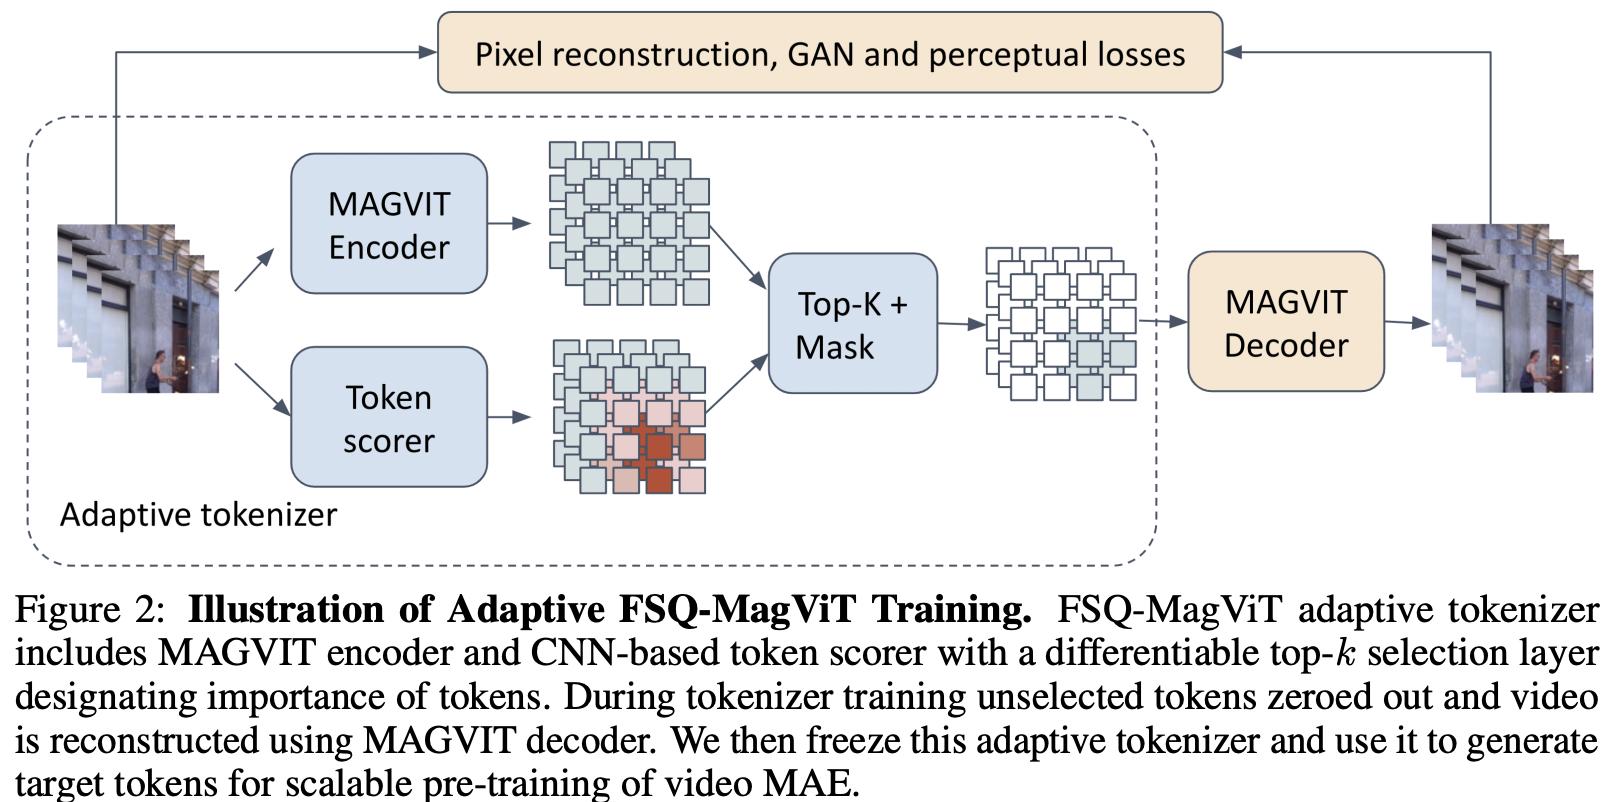 Pixel reconstruction, GAN and perceptual losses
MAGVIT
Encoder
Token
scorer
Top-K +
Mask
MAGVIT
Decoder
Adaptive tokenizer
Figure 2: Illustration of Adaptive FSQ-MagViT Training. FSQ-MagViT adaptive tokenizer
includes MAGVIT encoder and CNN-based token scorer with a differentiable top-k selection layer
designating importance of tokens. During tokenizer training unselected tokens zeroed out and video
is reconstructed using MAGVIT decoder. We then freeze this adaptive tokenizer and use it to generate
target tokens for scalable pre-training of video MAE.